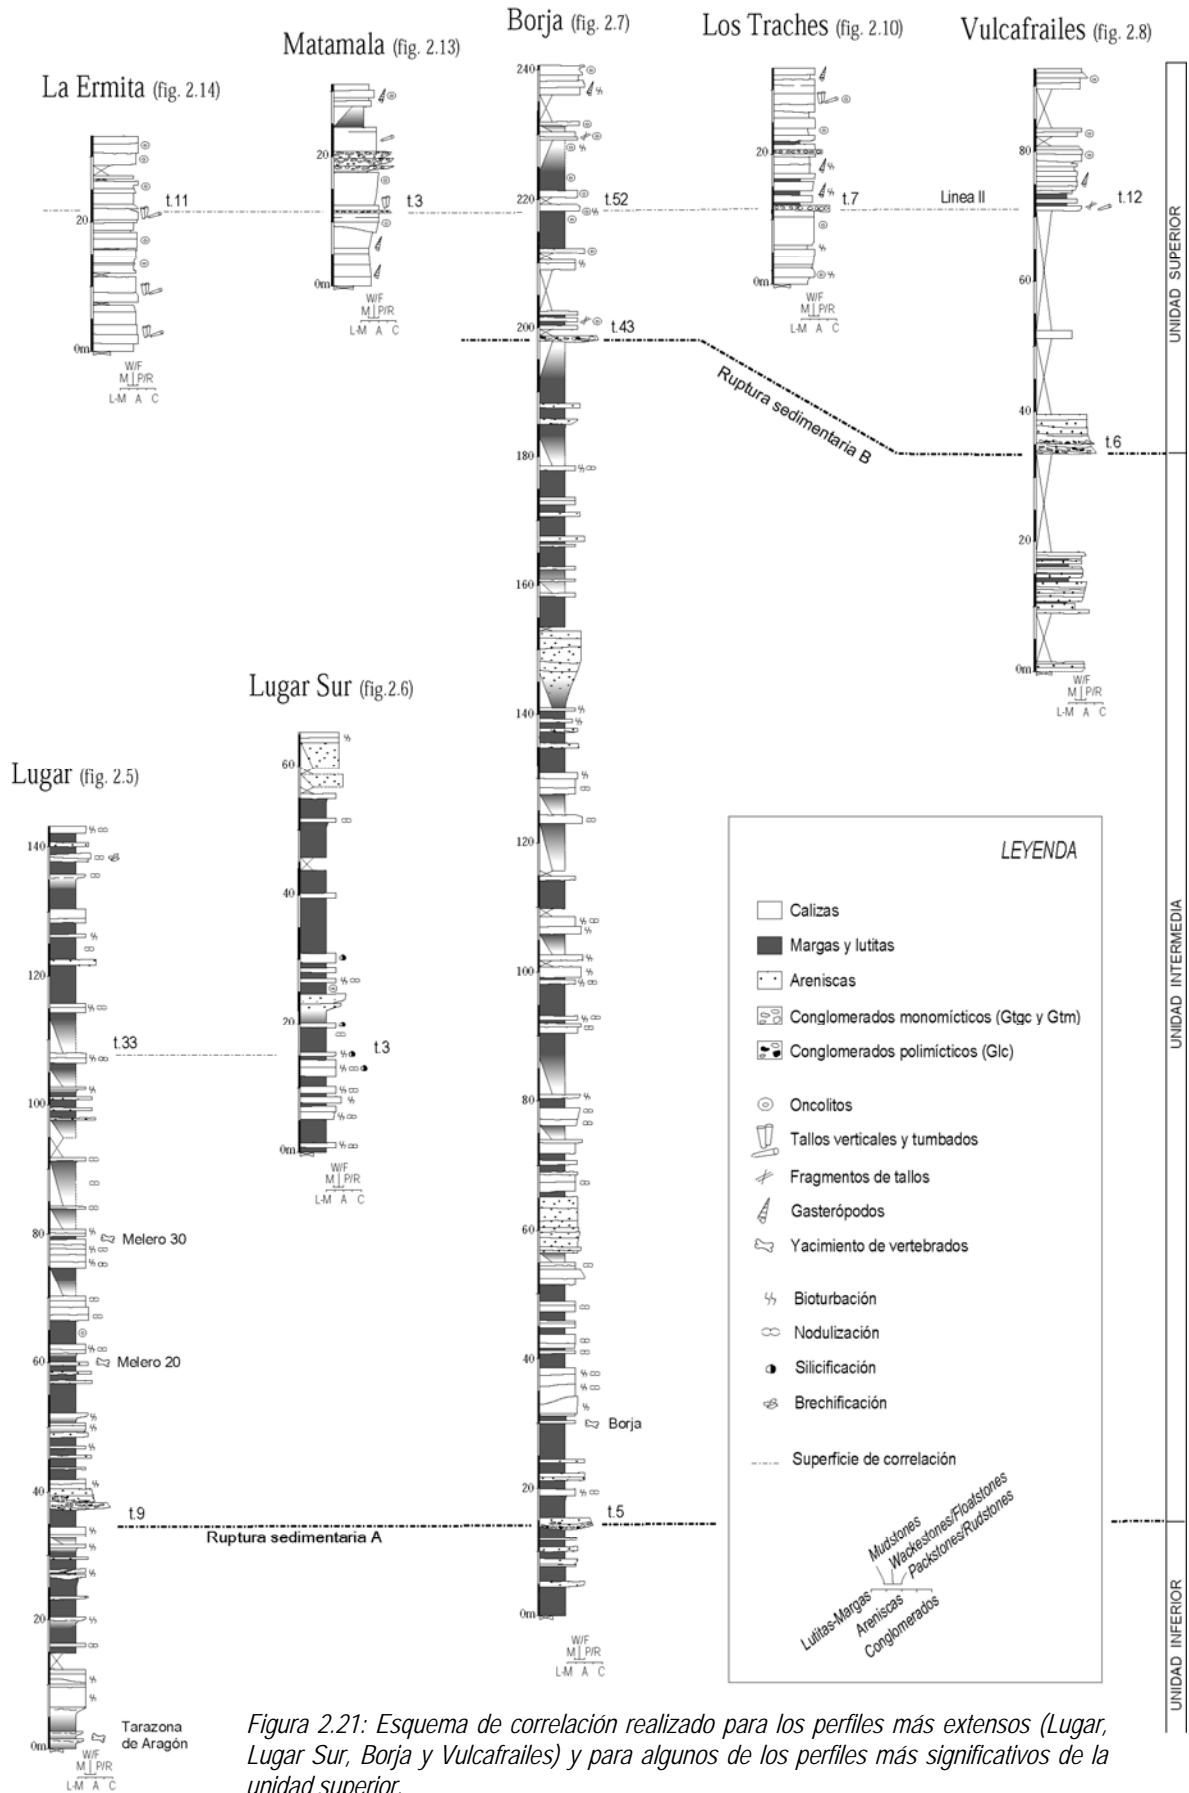 La Ermita (fig. 2.14)
Matamala (fig. 2.13)
Borja (fig. 2.7)
Los Traches (fig. 2.10)
Vulcafrailes (fig. 2.8)
20
0m
t.11
W/F
M P/R
L-M A C
20
0m
t.3
W/F
M P/R
L-M A C
240
220
200
180
160
140
120
100
80
60
40
20
0m
t.52
t.43
Borja
t.5
W/F
M P/R
L-M A C
20
0m
t.7
W/F
M P/R
L-M A C
Linea II
80
60
40
20
0m
t.12
t.6
W/F
M P/R
L-M A C
Ruptura sedimentaria B
Lugar (fig. 2.5)
140
120
100
80
60
40
20
0m
t.33
Melero 30
Melero 20
t.9
Ruptura sedimentaria A
Tarazona
de Aragón
W/F
M P/R
L-M A C
Lugar Sur (fig.2.6)
60
40
20
0m
t.3
W/F
M P/R
L-M A C
LEYENDA
Calizas
Margas y lutitas
Areniscas
Conglomerados monomícticos (Gtgc y Gtm)
Conglomerados polimícticos (Glc)
Oncolitos
Tallos verticales y tumbados
Fragmentos de tallos
Gasterópodos
Yacimiento de vertebrados
Bioturbación
Nodulización
Silicificación
Brechificación
Superficie de correlación
Mudstones
Wackestones/Floatstones
Packstones/Rudstones
Lutitas-Margas
Areniscas
Conglomerados
UNIDAD SUPERIOR
UNIDAD INTERMEDIA
UNIDAD INFERIOR
Figura 2.21: Esquema de correlación realizado para los perfiles más extensos (Lugar,
Lugar Sur, Borja y Vulcafrailes) y para algunos de los perfiles más significativos de la
unidad superior.